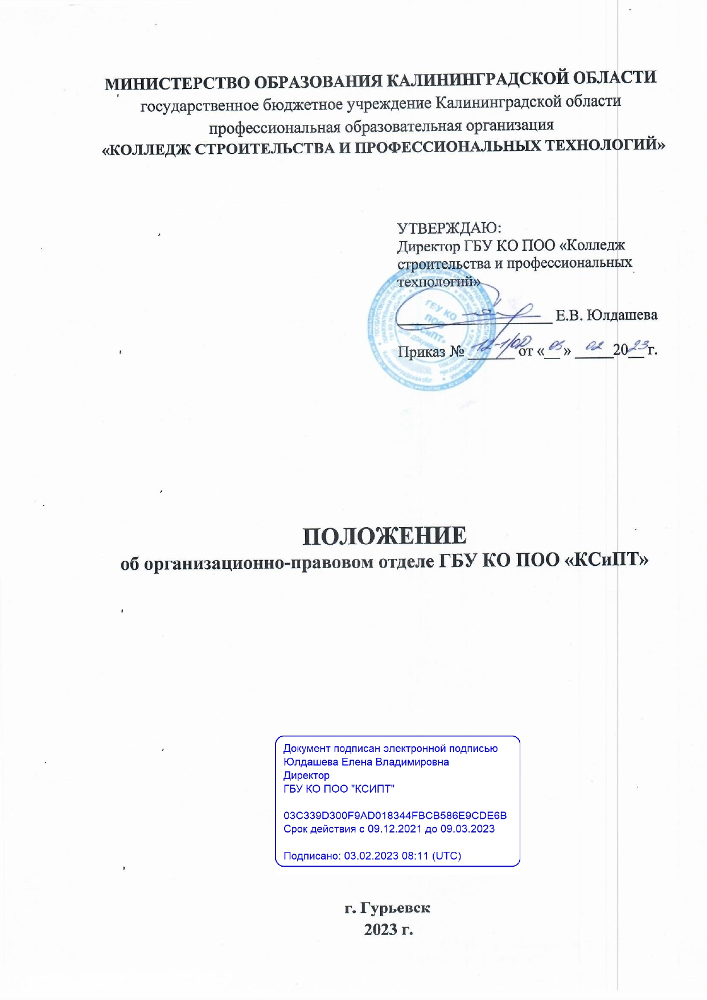 МИНИСТЕРСТВО ОБРАЗОВАНИЯ КАЛИНИНГРАДСКОЙ ОБЛАСТИ
государственное бюджетное учреждение Калининградской области
профессиональная образовательная организация
«КОЛЛЕДЖ СТРОИТЕЛЬСТВА И ПРОФЕССИОНАЛЬНЫХ ТЕХНОЛОГИЙ»
УТВЕРЖДАЮ:
Директор ГБУ КО ПОО «Колледж
строительства и профессиональных
технологий»
Е.В. Юлдашева
Приказ № 12-1/ОД от «03» 02 2023 г.
ГБУ КО
ПОО
«КСиПТ»
ПОЛОЖЕНИЕ
об организационно-правовом отделе ГБУ КО ПОО «КСиПТ»
Документ подписан электронной подписью
Юлдашева Елена Владимировна
Директор
ГБУ КО ПОО "КСИПТ"
03C339D300F9AD018344FBCB586E9CDE6B
Срок действия с 09.12.2021 до 09.03.2023
Подписано: 03.02.2023 08:11 (UTC)
г. Гурьевск
2023 г.